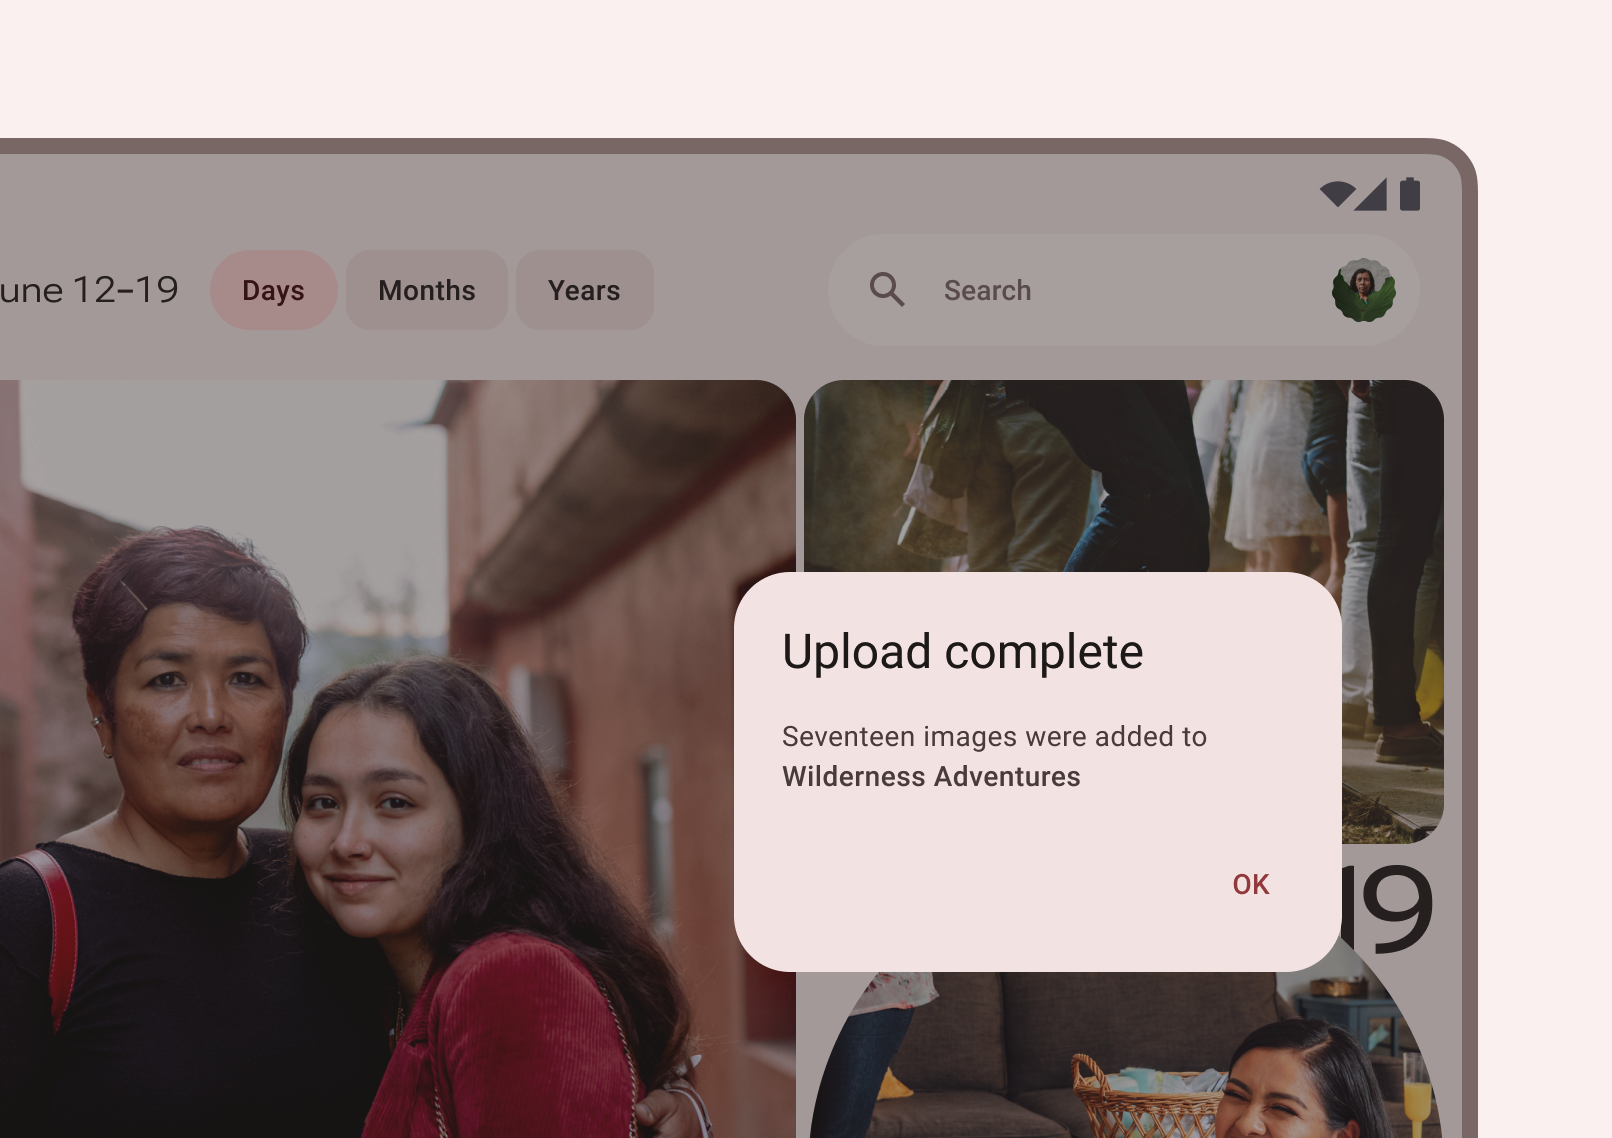 une 12–19
Days
Months
Years
Search
Upload complete
Seventeen images were added to
Wilderness Adventures
OK
19